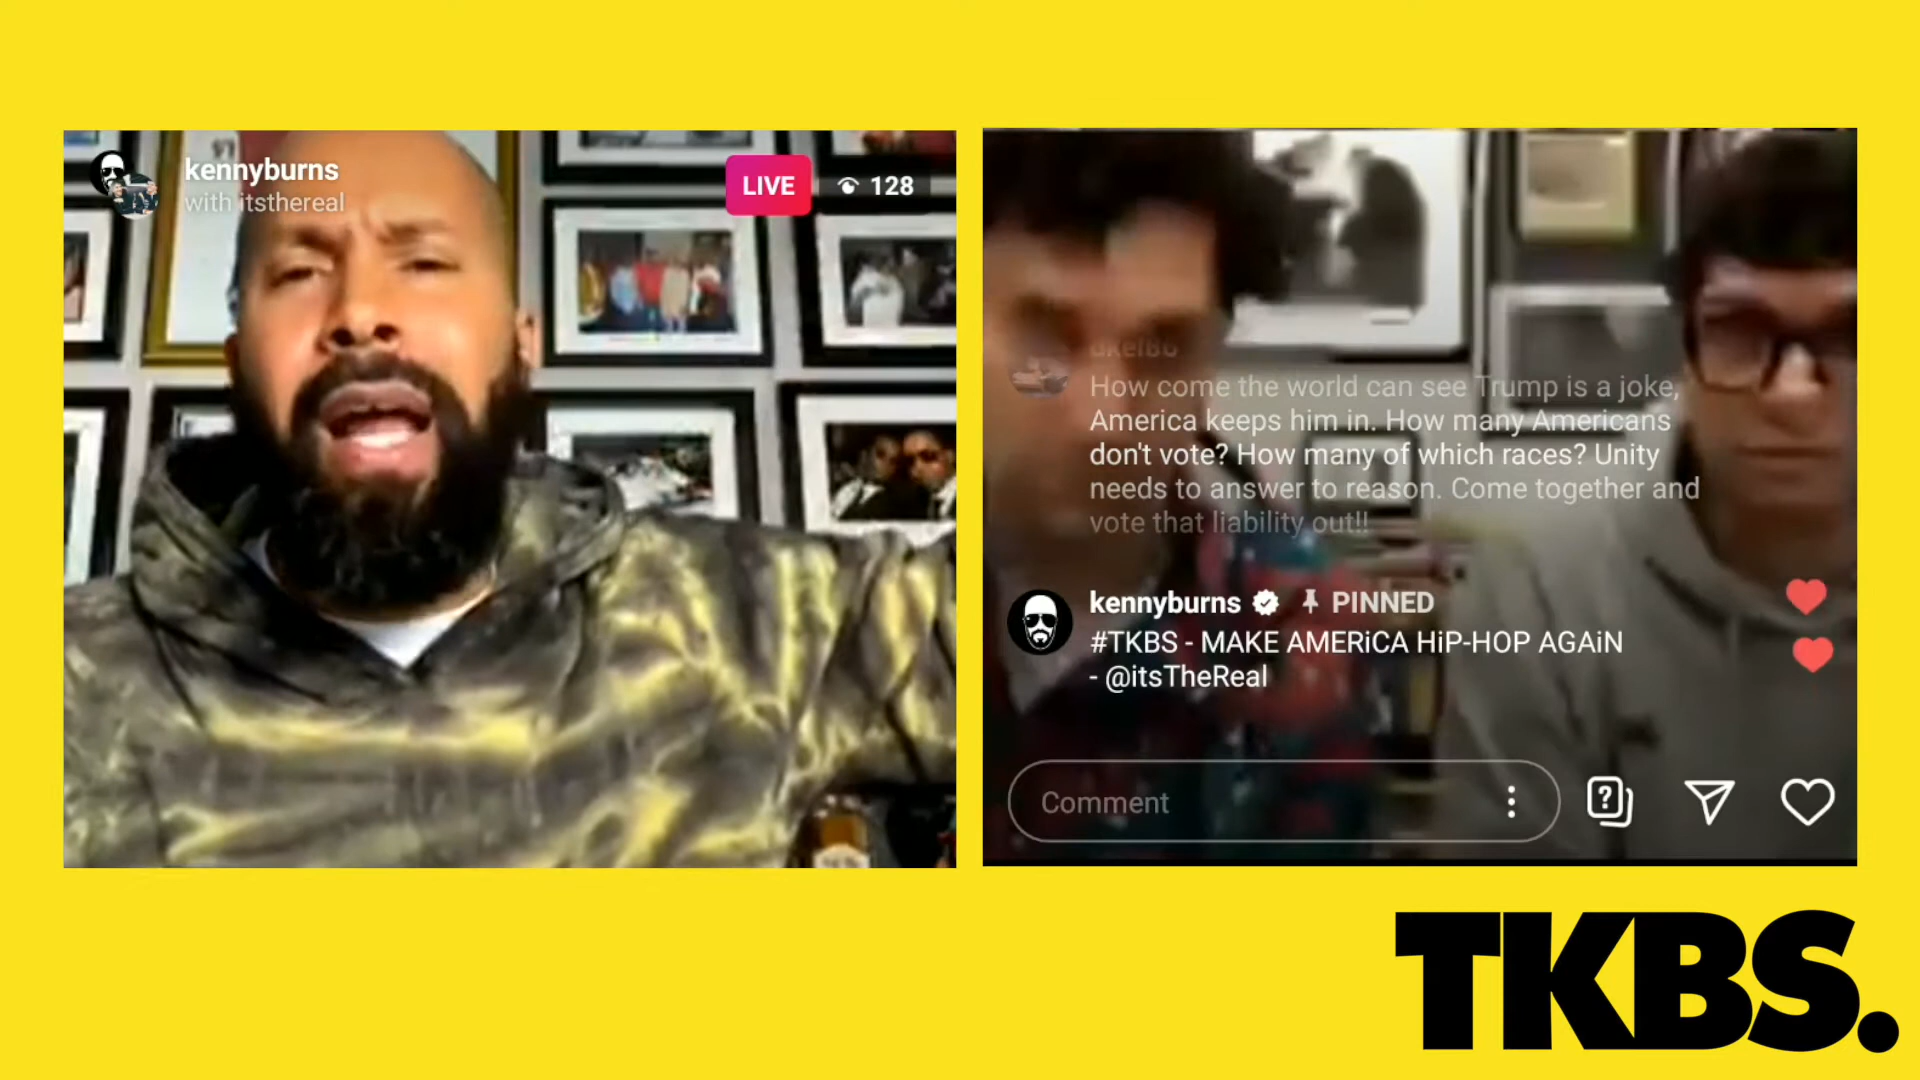 kennyburns
with itsthereal
LIVE
128
How come the world can see Trump is a joke,
America keeps him in. How many Americans
don't vote? How many of which races? Unity
needs to answer to reason. Come together and
vote that liability out!!
kennyburns PINNED
#TKBS - MAKE AMERiCA HiP-HOP AGAiN
- @itsTheReal
Comment
?
TKBS.